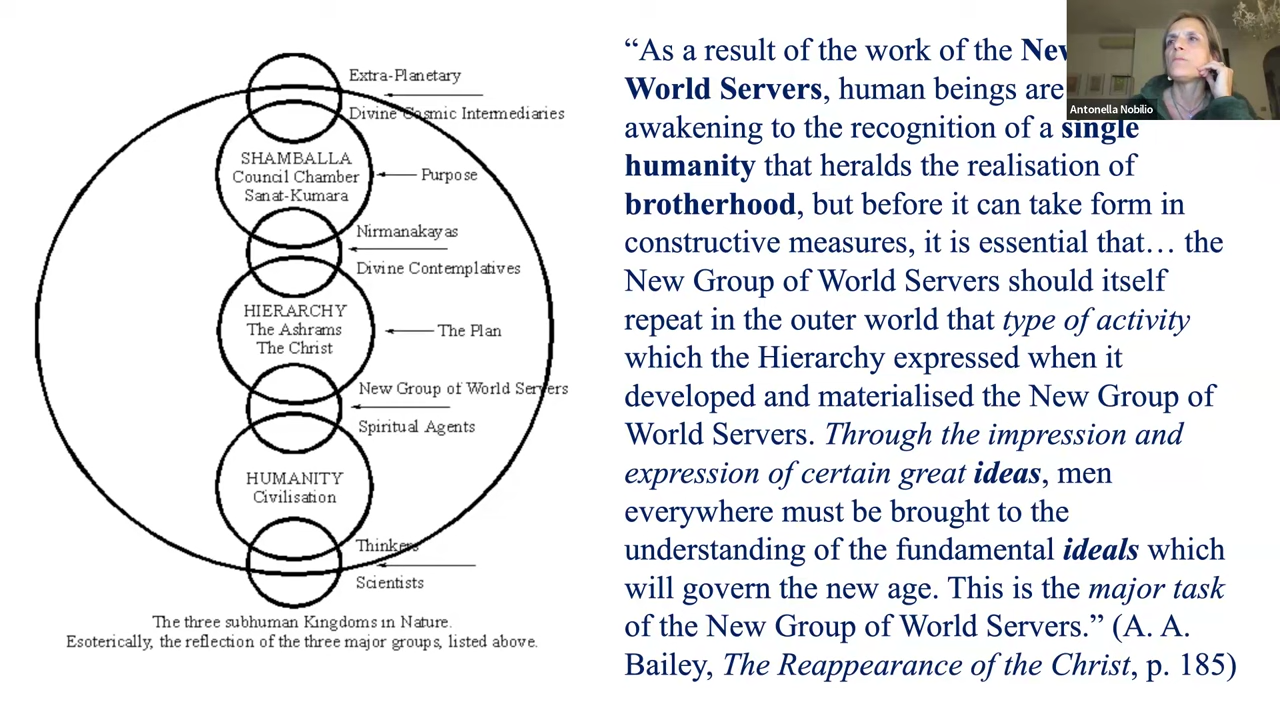 Extra-Planetary
Divine Cosmic Intermediaries
SHAMBALLA
Council Chamber
Sanat-Kumara
Purpose
Nirmanakayas
Divine Contemplatives
HIERARCHY
The Ashrams
The Christ
The Plan
New Group of World Servers
Spiritual Agents
HUMANITY
Civilisation
Thinkers
Scientists
The three subhuman Kingdoms in Nature.
Esoterically, the reflection of the three major groups, listed above.
“As a result of the work of the
World Servers, human beings are
awakening to the recognition of a single
humanity that heralds the realisation of
brotherhood, but before it can take form in
constructive measures, it is essential that… the
New Group of World Servers should itself
repeat in the outer world that type of activity
which the Hierarchy expressed when it
developed and materialised the New Group of
World Servers. Through the impression and
expression of certain great ideas, men
everywhere must be brought to the
understanding of the fundamental ideals which
will govern the new age. This is the major task
of the New Group of World Servers.” (A. A.
Bailey, The Reappearance of the Christ, p. 185)
Antonella Nobilio